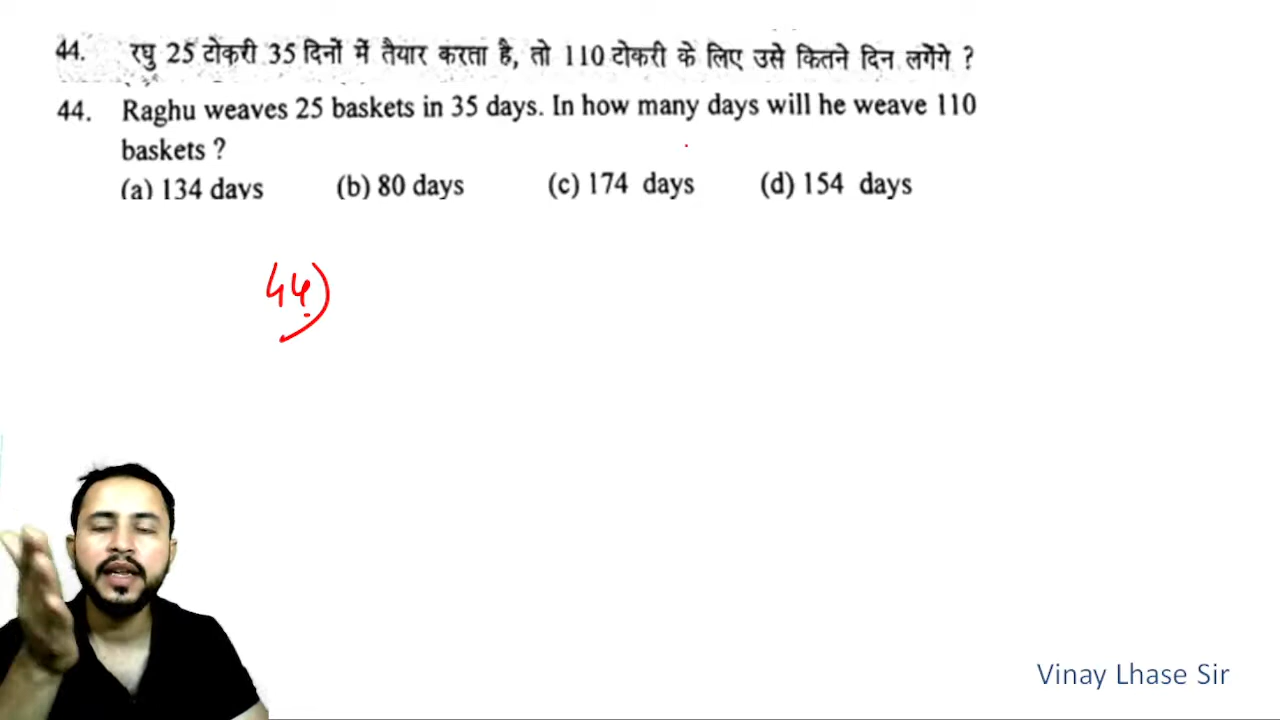 44. रघु 25 टोकरी 35 दिनों में तैयार करता है, तो 110 टोकरी के लिए उसे कितने दिन लगेंगे ?
44. Raghu weaves 25 baskets in 35 days. In how many days will he weave 110
baskets ?
(a) 134 days (b) 80 days (c) 174 days (d) 154 days
44)
Vinay Lhase Sir